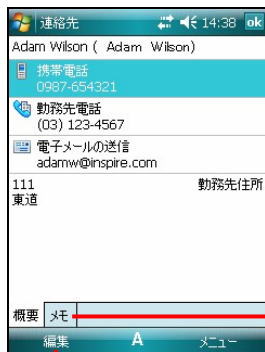 連絡先 14:38 ok
Adam Wilson ( Adam Wilson)
携帯電話
0987-654321
勤務先電話
(03) 123-4567
電子メールの送信
adamw@inspire.com
111 勤務先住所
東道
概要 メモ
編集 A メニュー